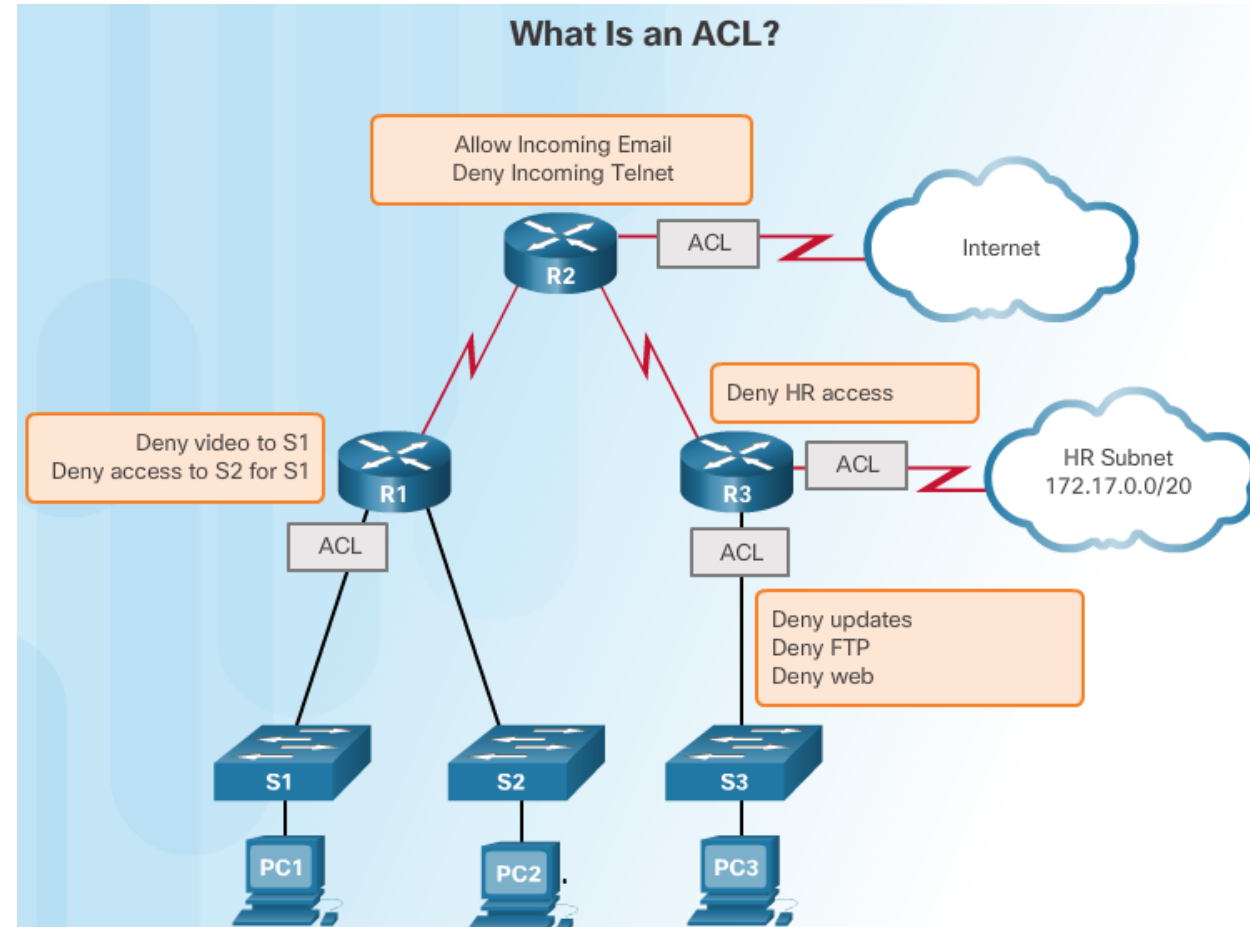 What Is an ACL?
Allow Incoming Email
Deny Incoming Telnet
ACL
Internet
R2
Deny HR access
Deny video to S1
Deny access to S2 for S1
R1
R3
ACL
HR Subnet
172.17.0.0/20
ACL
ACL
Deny updates
Deny FTP
Deny web
S1
S2
S3
PC1
PC2 .
PC3